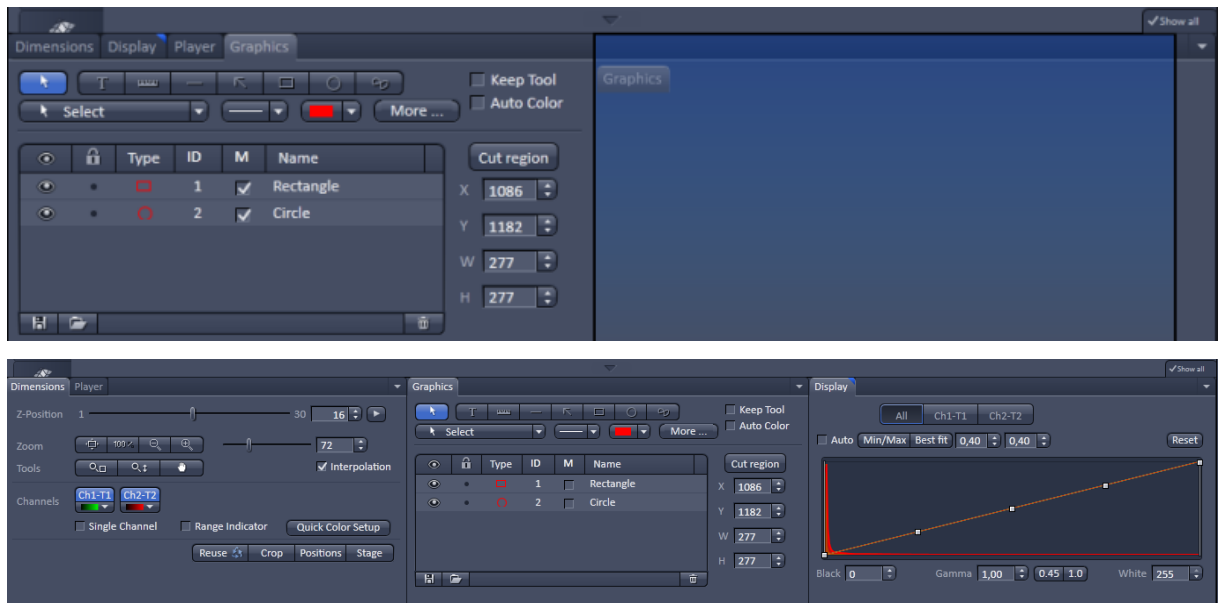 Show all
Dimensions Display Player Graphics
Graphics
T
Keep Tool
Select More ... Auto Color
Type ID M Name Cut region
1 Rectangle X 1086
2 Circle Y 1182
W 277
H 277
Show all
Dimensions Player Graphics Display
Z-Position 1 30 16
T Keep Tool All Ch1-T1 Ch2-T2
Select More ... Auto Color
Zoom 100% 72 Auto Min/Max Best fit 0,40 0,40 Reset
Tools Interpolation
Type ID M Name Cut region
1 Rectangle X 1086
Channels Ch1-T1 Ch2-T2
2 Circle Y 1182
Single Channel Range Indicator Quick Color Setup
W 277
Reuse Crop Positions Stage
H 277
Black 0 Gamma 1,00 0.45 1.0 White 255